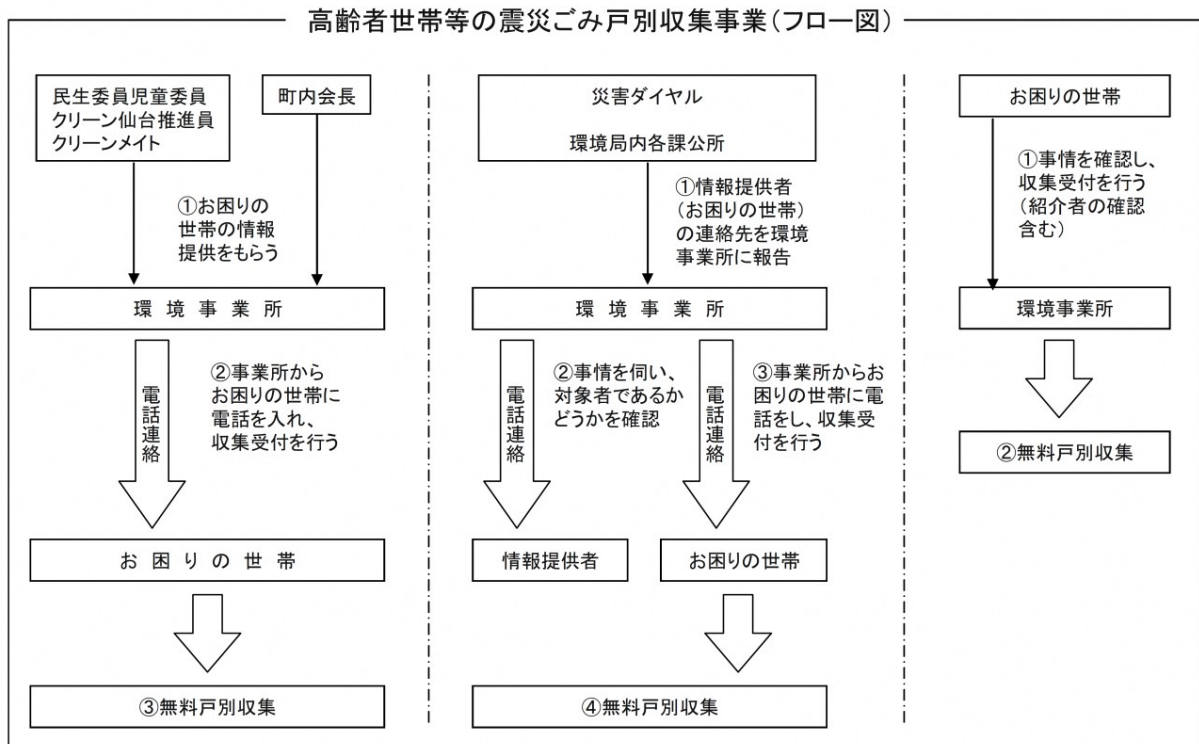 高齢者世帯等の震災ごみ戸別収集事業(フロー図)
民生委員児童委員
クリーン仙台推進員
クリーンメイト
町内会長
①お困りの
世帯の情報
提供をもらう
環境事業所
電話連絡
②事業所から
お困りの世帯に
電話を入れ、
収集受付を行う
お困りの世帯
③無料戸別収集
災害ダイヤル
環境局内各課公所
①情報提供者
(お困りの世帯)
の連絡先を環境
事業所に報告
環境事業所
電話連絡
②事情を伺い、
対象者であるか
どうかを確認
電話連絡
③事業所からお
困りの世帯に電
話をし、収集受
付を行う
情報提供者
お困りの世帯
④無料戸別収集
お困りの世帯
①事情を確認し、
収集受付を行う
(紹介者の確認
含む)
環境事業所
②無料戸別収集